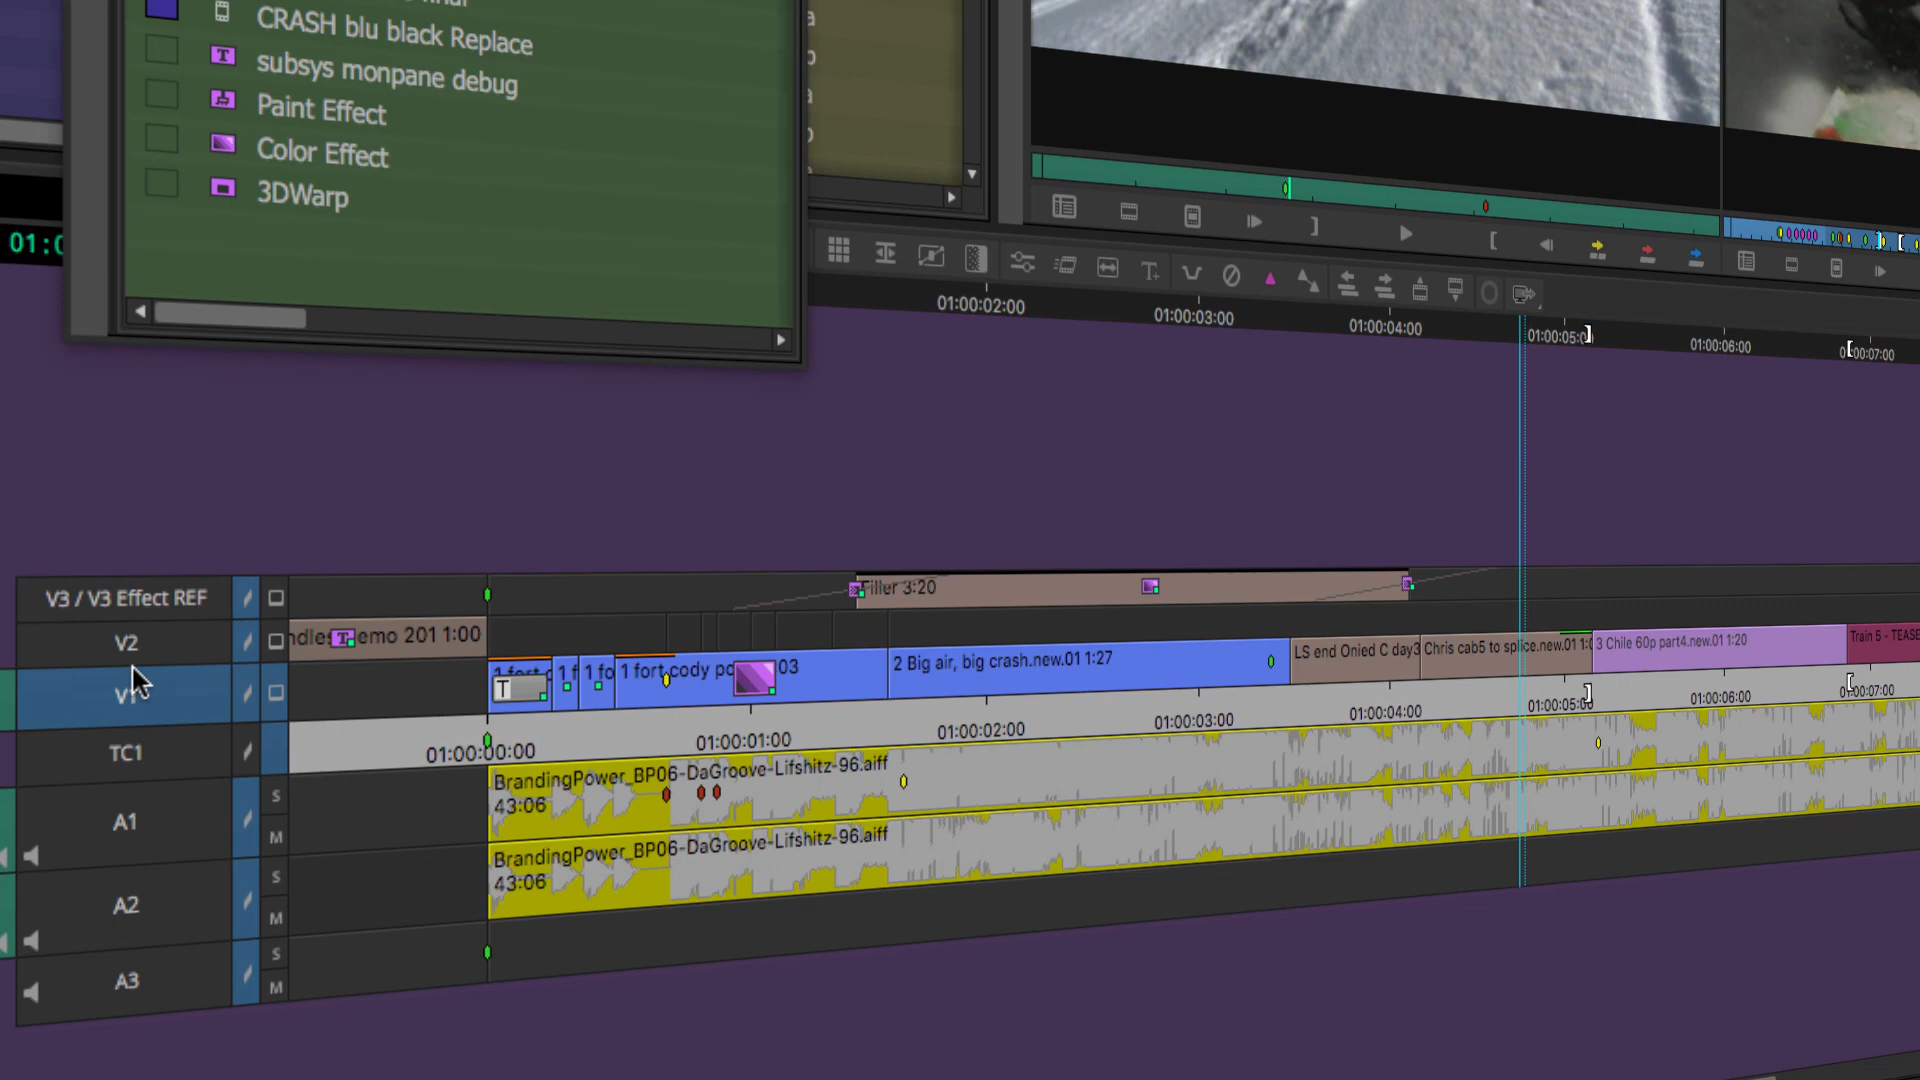 CRASH blu black Replace
subsys monpane debug
T
Paint Effect
Color Effect
3DWarp
01:0
01:00:02:00
01:00:03:00
01:00:04:00
01:00:05:0
01:00:06:00
01:00:07:00
V3 / V3 Effect REF
Filler 3:20
V2
T
emo 201 1:00
V1
T
1 fo
1 fort cody po
03
2 Big air, big crash.new.01 1:27
LS end Onied C day3
Chris cab5 to splice.new.01 1:0
3 Chile 60p part4.new.01 1:20
Train 5 - TEASE
TC1
01:00:00:00
01:00:01:00
01:00:02:00
01:00:03:00
01:00:04:00
01:00:05:00
01:00:06:00
01:00:07:00
A1
S
M
BrandingPower_BP06-DaGroove-Lifshitz-96.aiff
43:06
A2
S
M
BrandingPower_BP06-DaGroove-Lifshitz-96.aiff
43:06
A3
S
M